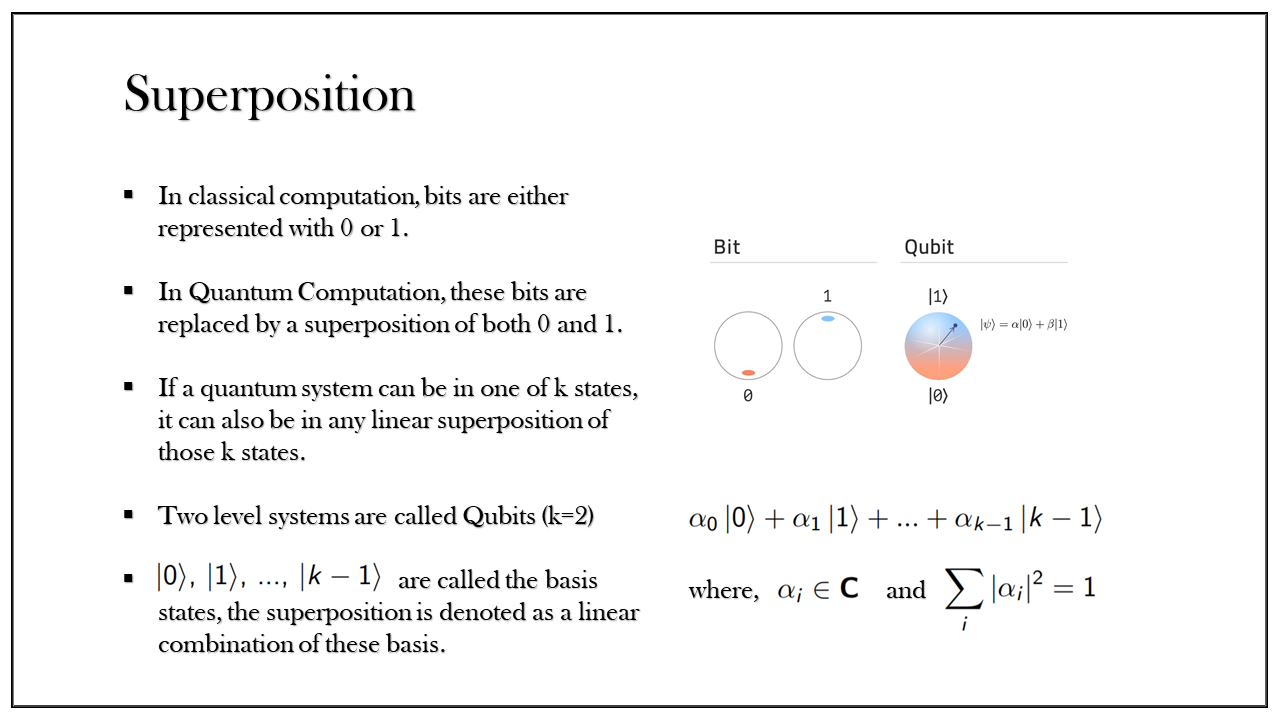 Superposition
▪ In classical computation, bits are either
represented with 0 or 1.
▪ In Quantum Computation, these bits are
replaced by a superposition of both 0 and 1.
▪ If a quantum system can be in one of k states,
it can also be in any linear superposition of
those k states.
▪ Two level systems are called Qubits (k=2)
▪ |0⟩, |1⟩, ..., |k − 1⟩ are called the basis
states, the superposition is denoted as a linear
combination of these basis.
Bit
0
1
Qubit
|1⟩
|ψ⟩ = α|0⟩ + β|1⟩
|0⟩
α₀ |0⟩ + α₁ |1⟩ + ... + αₖ₋₁ |k − 1⟩
where, αᵢ ∈ C and ∑ᵢ |αᵢ|² = 1